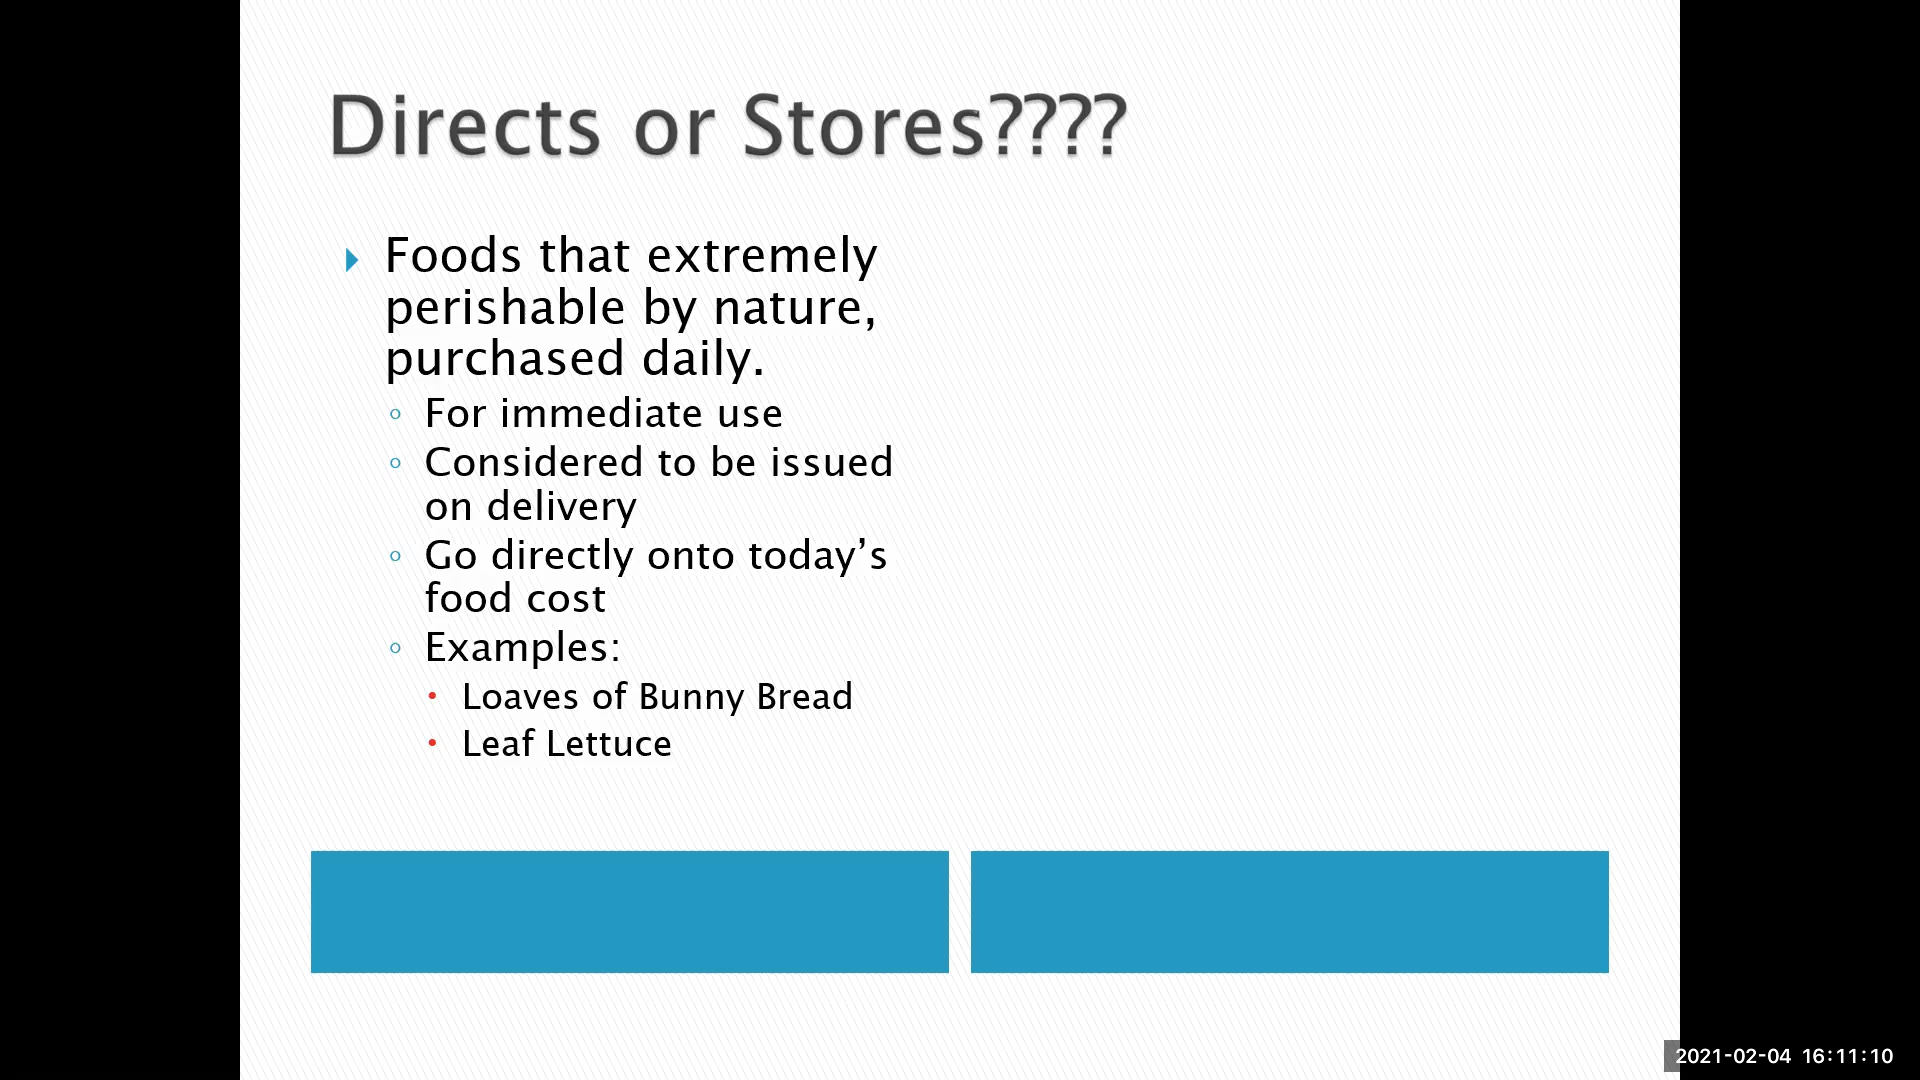 Directs or Stores????
Foods that extremely
perishable by nature,
purchased daily.
For immediate use
Considered to be issued
on delivery
Go directly onto today’s
food cost
Examples:
Loaves of Bunny Bread
Leaf Lettuce
2021-02-04 16:11:10